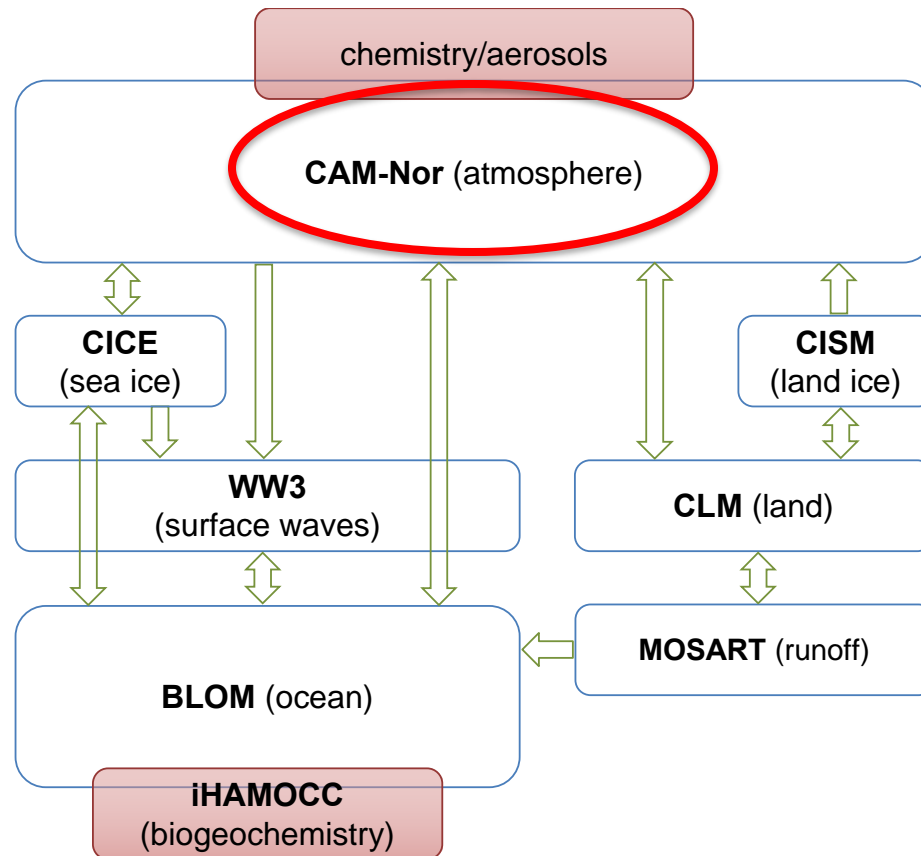 chemistry/aerosols
CAM-Nor (atmosphere)
CICE
(sea ice)
CISM
(land ice)
WW3
(surface waves)
CLM (land)
MOSART (runoff)
BLOM (ocean)
iHAMOCC
(biogeochemistry)